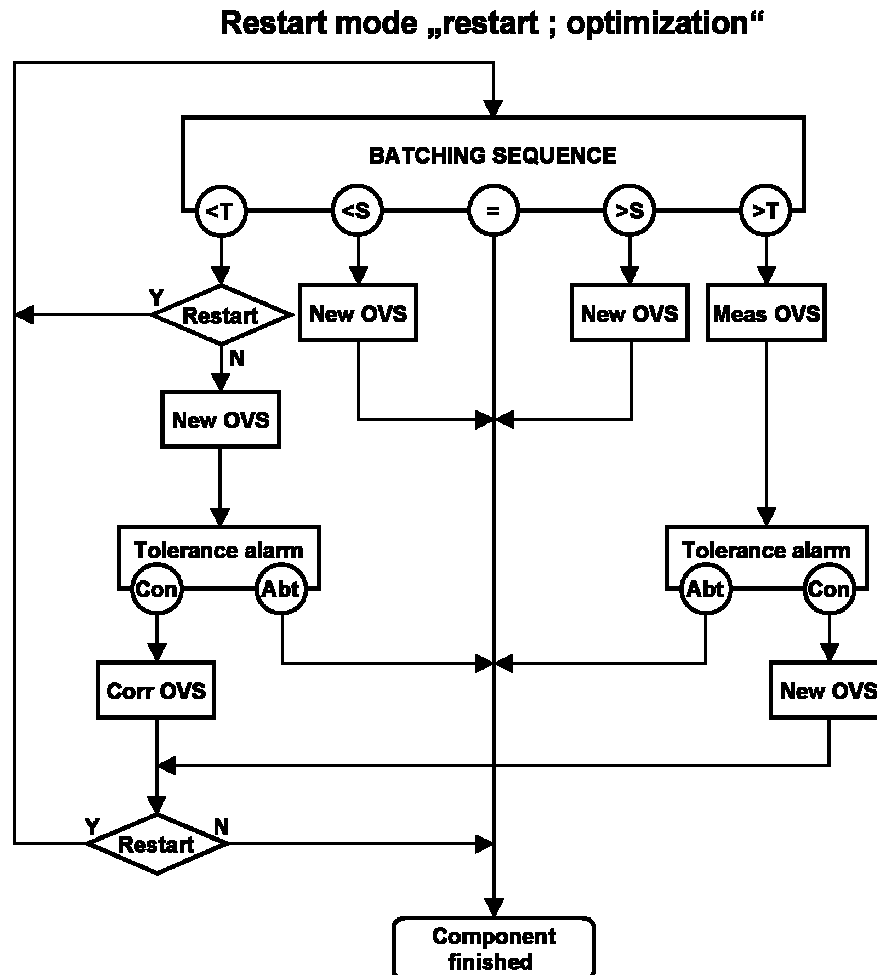 Restart mode „restart ; optimization“
BATCHING SEQUENCE
<T <S = >S >T
Y Restart
New OVS New OVS Meas OVS
N
New OVS
Tolerance alarm Tolerance alarm
Con Abt Abt Con
Corr OVS New OVS
Y N
Restart
Component
finished